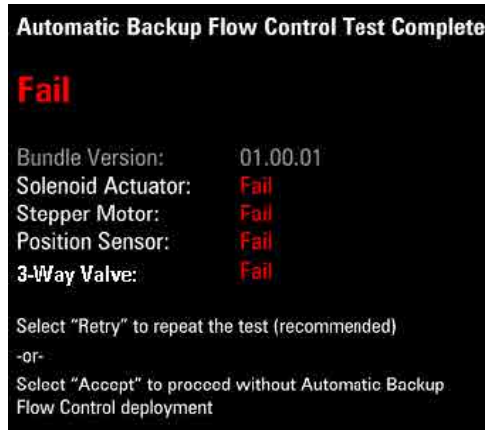 Automatic Backup Flow Control Test Complete
Fail
Bundle Version: 01.00.01
Solenoid Actuator: Fail
Stepper Motor: Fail
Position Sensor: Fail
3-Way Valve: Fail
Select "Retry" to repeat the test (recommended)
-or-
Select "Accept" to proceed without Automatic Backup
Flow Control deployment